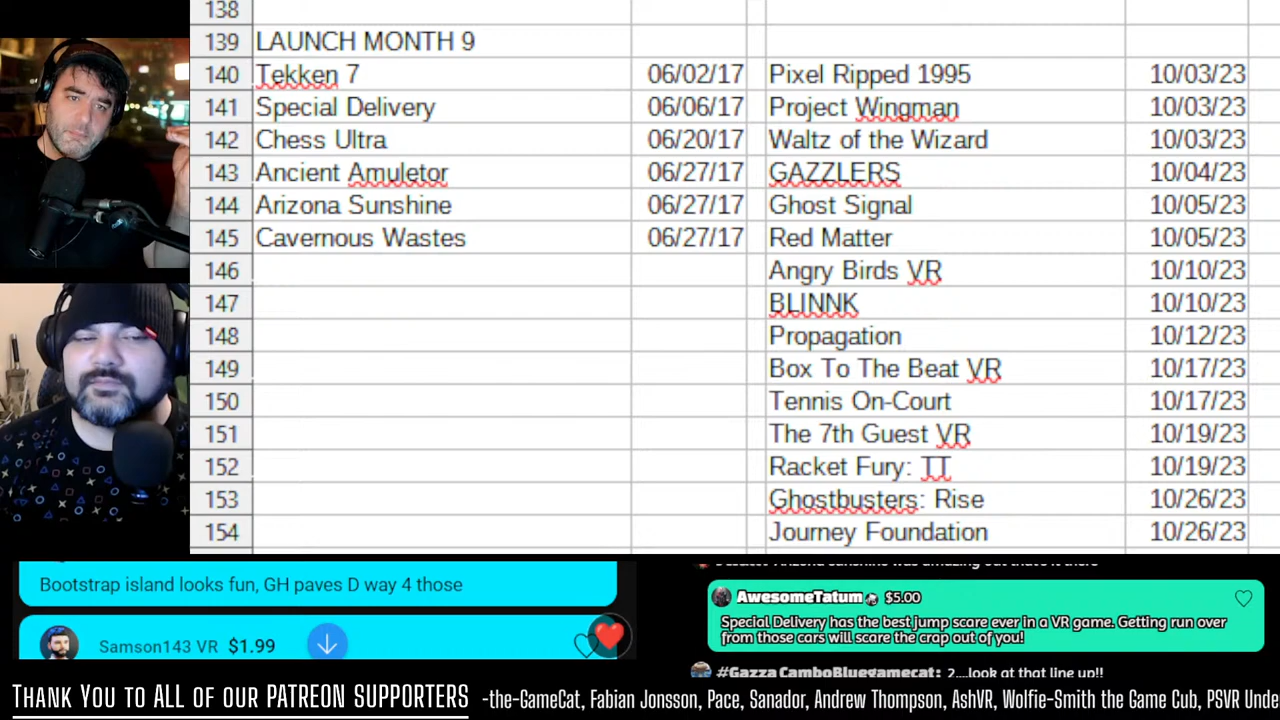 138
139 LAUNCH MONTH 9
140 Tekken 7 06/02/17 Pixel Ripped 1995 10/03/23
141 Special Delivery 06/06/17 Project Wingman 10/03/23
142 Chess Ultra 06/20/17 Waltz of the Wizard 10/03/23
143 Ancient Amuletor 06/27/17 GAZZLERS 10/04/23
144 Arizona Sunshine 06/27/17 Ghost Signal 10/05/23
145 Cavernous Wastes 06/27/17 Red Matter 10/05/23
146 Angry Birds VR 10/10/23
147 BLINNK 10/10/23
148 Propagation 10/12/23
149 Box To The Beat VR 10/17/23
150 Tennis On-Court 10/17/23
151 The 7th Guest VR 10/19/23
152 Racket Fury: TT 10/19/23
153 Ghostbusters: Rise 10/26/23
154 Journey Foundation 10/26/23
Bootstrap island looks fun, GH paves D way 4 those
Samson143 VR $1.99
AwesomeTatum $5.00
Special Delivery has the best jump scare ever in a VR game. Getting run over
from those cars will scare the crap out of you!
#Gazza CamboBluegamecat: 2....look at that line up!!
THANK YOU TO ALL OF OUR PATREON SUPPORTERS -the-GameCat, Fabian Jonsson, Pace, Sanador, Andrew Thompson, AshVR, Wolfie-Smith the Game Cub, PSVR Unde